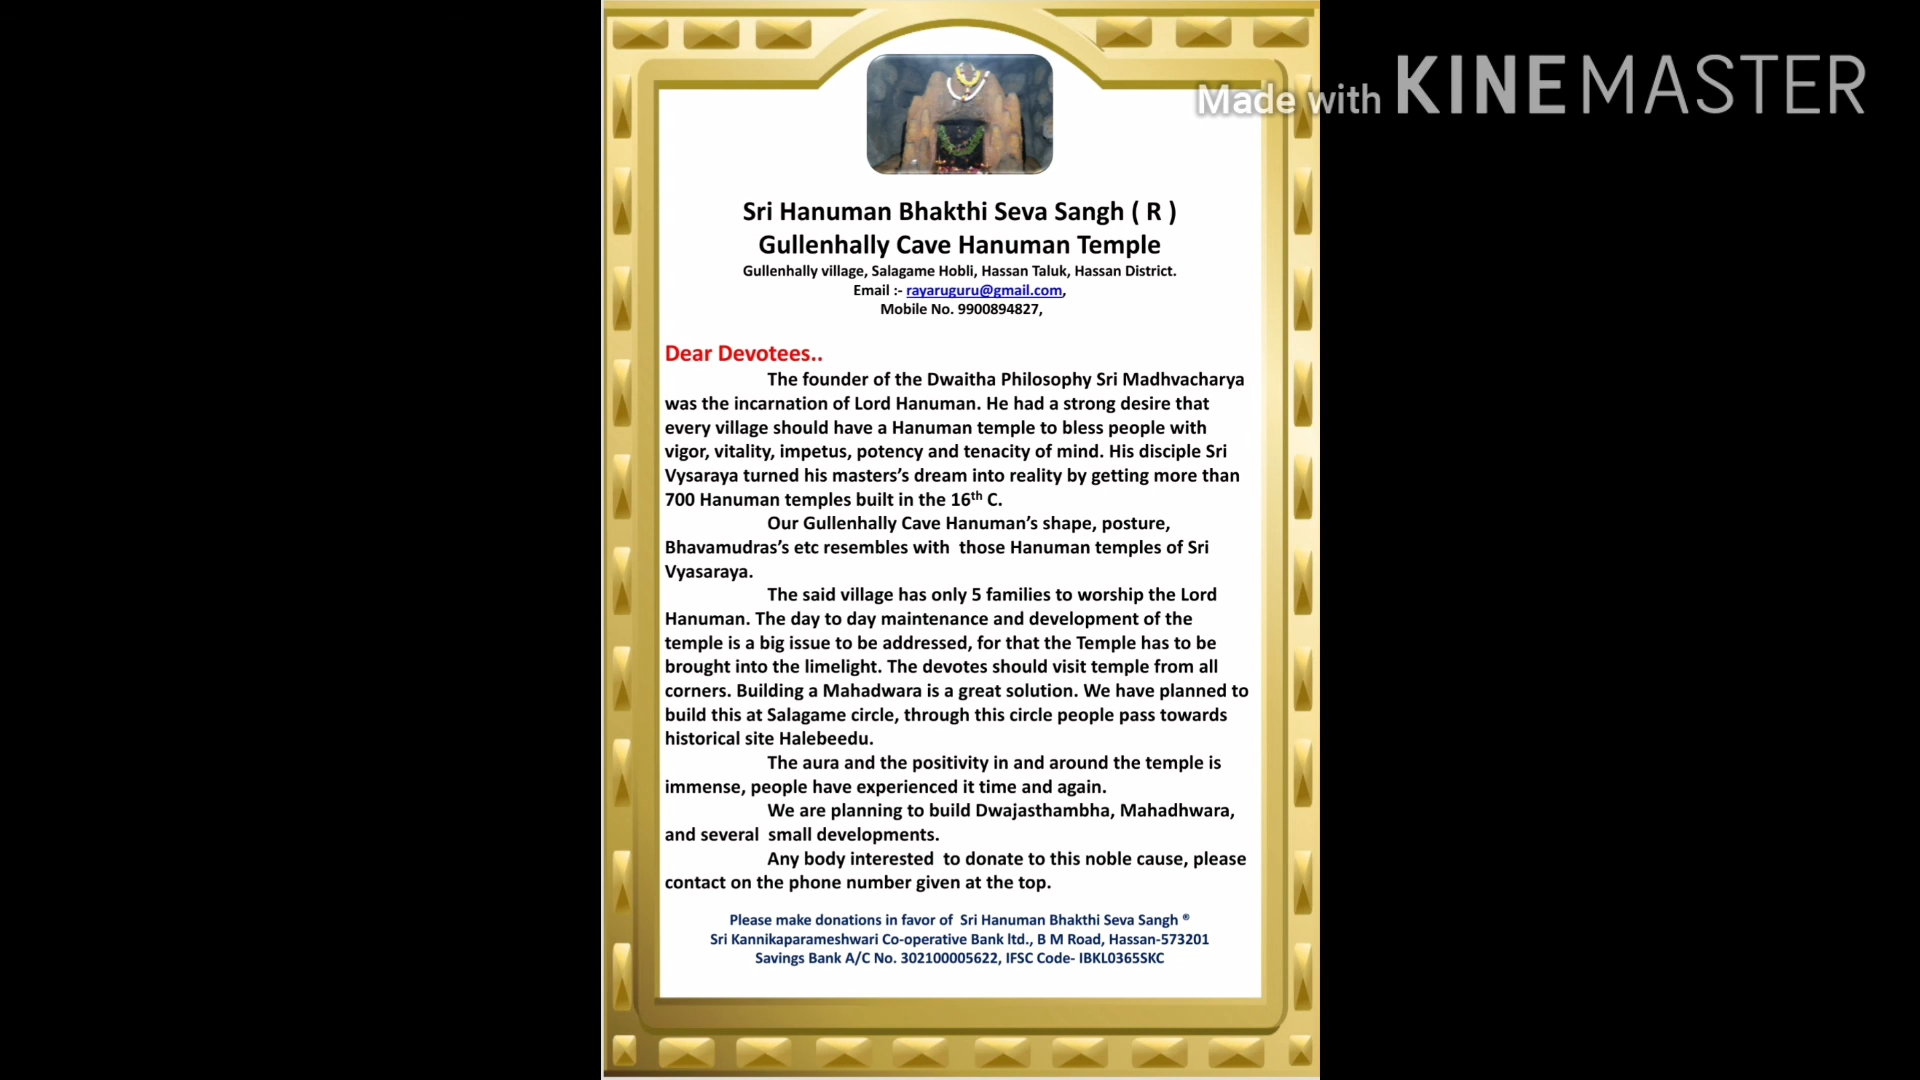 Made with KINEMASTER
Sri Hanuman Bhakthi Seva Sangh ( R )
Gullenhally Cave Hanuman Temple
Gullenhally village, Salagame Hobli, Hassan Taluk, Hassan District.
Email :- rayaruguru@gmail.com,
Mobile No. 9900894827,
Dear Devotees..
The founder of the Dwaitha Philosophy Sri Madhvacharya
was the incarnation of Lord Hanuman. He had a strong desire that
every village should have a Hanuman temple to bless people with
vigor, vitality, impetus, potency and tenacity of mind. His disciple Sri
Vysaraya turned his masters’s dream into reality by getting more than
700 Hanuman temples built in the 16th C.
Our Gullenhally Cave Hanuman’s shape, posture,
Bhavamudras’s etc resembles with those Hanuman temples of Sri
Vyasaraya.
The said village has only 5 families to worship the Lord
Hanuman. The day to day maintenance and development of the
temple is a big issue to be addressed, for that the Temple has to be
brought into the limelight. The devotes should visit temple from all
corners. Building a Mahadwara is a great solution. We have planned to
build this at Salagame circle, through this circle people pass towards
historical site Halebeedu.
The aura and the positivity in and around the temple is
immense, people have experienced it time and again.
We are planning to build Dwajasthambha, Mahadhwara,
and several small developments.
Any body interested to donate to this noble cause, please
contact on the phone number given at the top.
Please make donations in favor of Sri Hanuman Bhakthi Seva Sangh ®
Sri Kannikaparameshwari Co-operative Bank ltd., B M Road, Hassan-573201
Savings Bank A/C No. 302100005622, IFSC Code- IBKL0365SKC